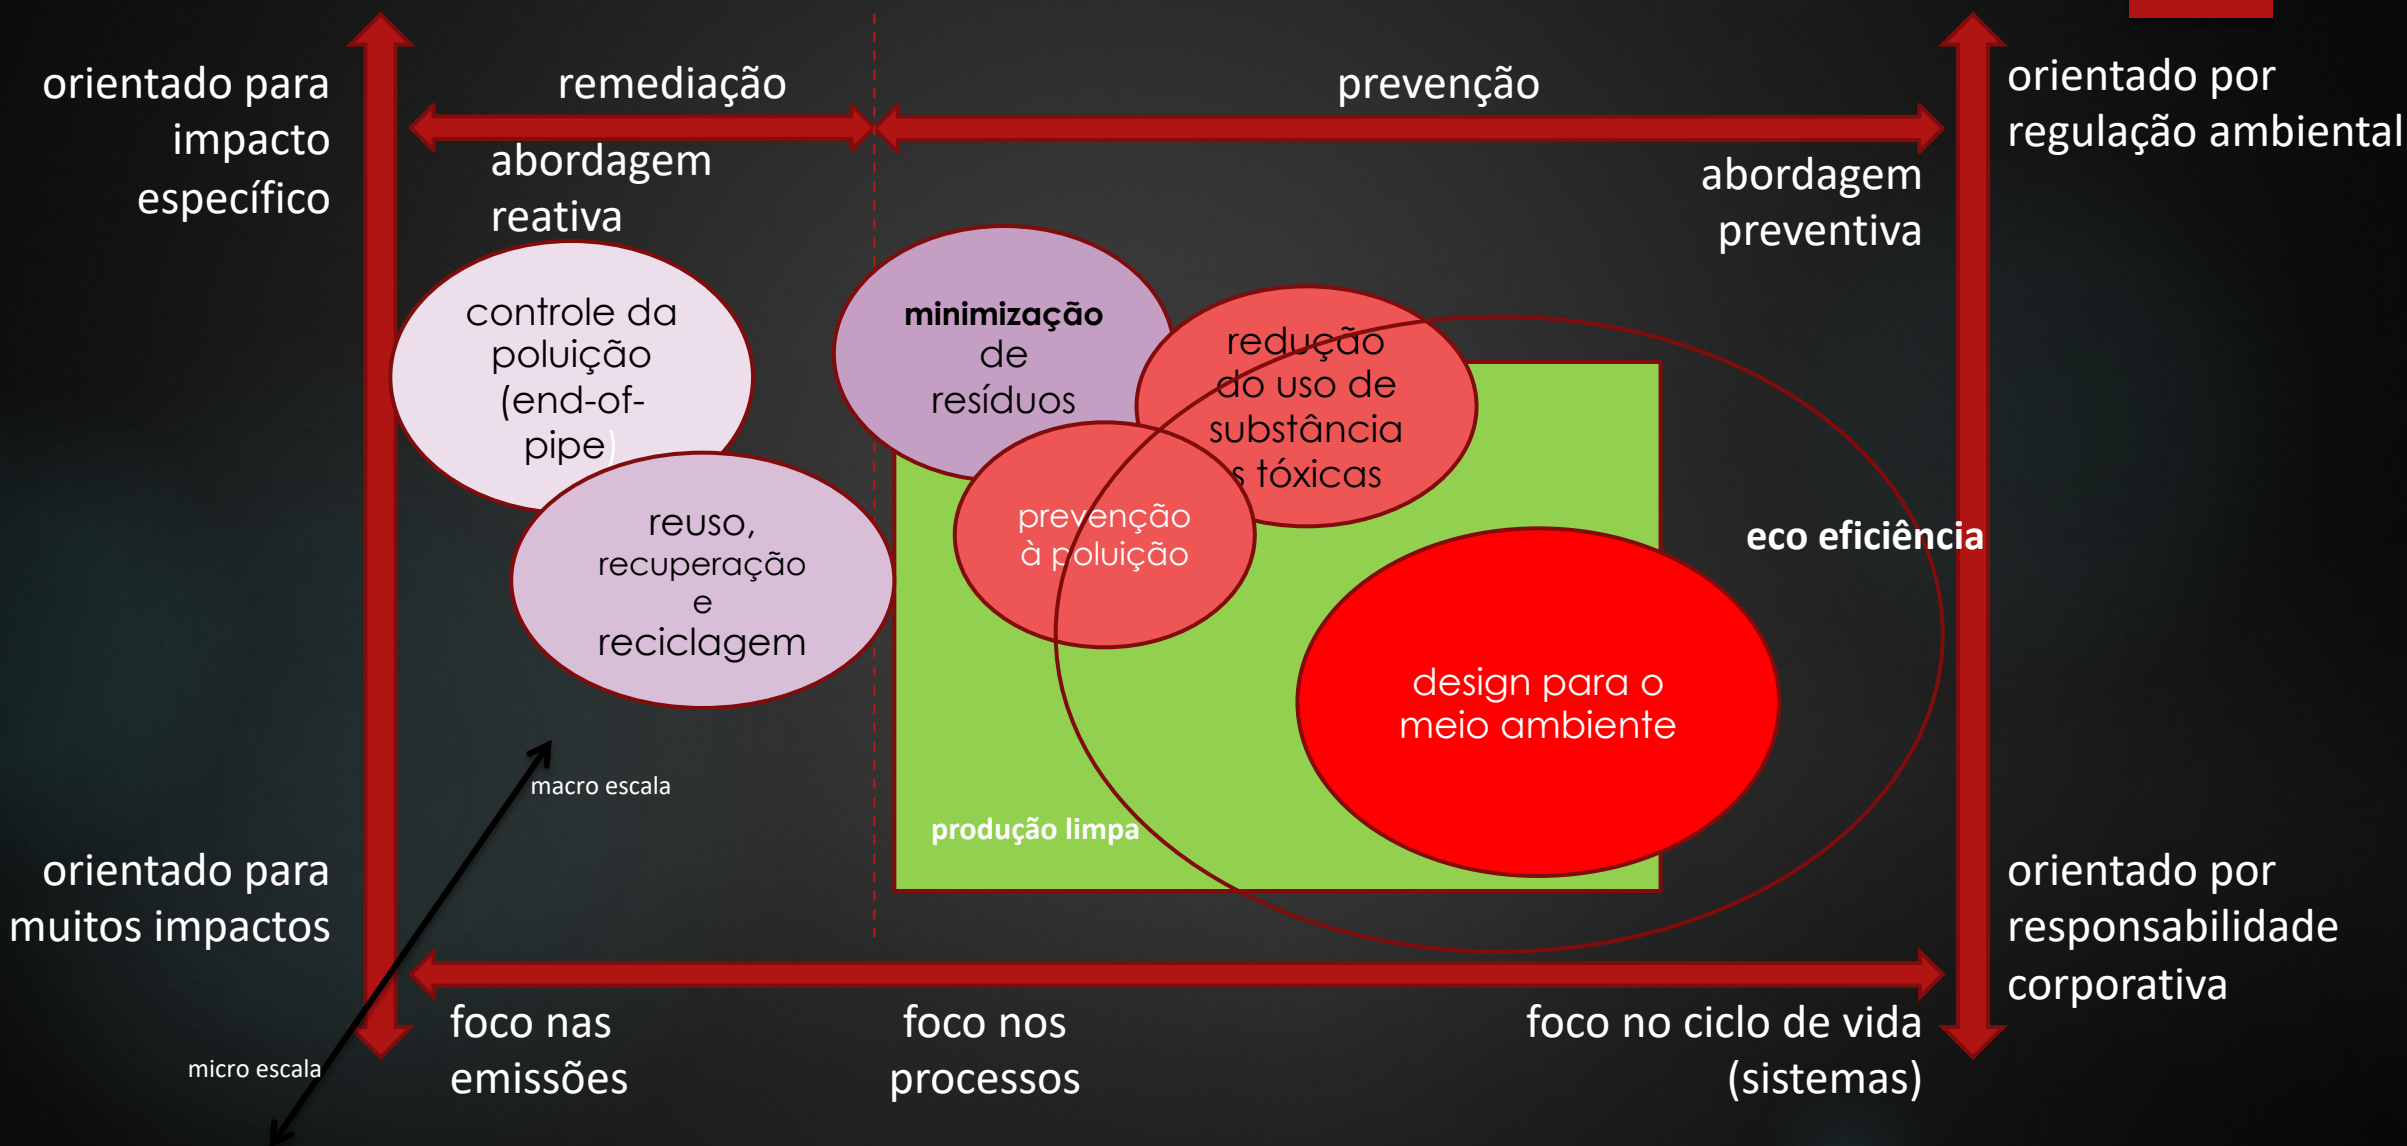 orientado para
impacto
específico
remediação
abordagem
reativa
prevenção
abordagem
preventiva
orientado por
regulação ambiental
controle da
poluição
(end-of-
pipe)
reuso,
recuperação
e
reciclagem
minimização
de
resíduos
redução
do uso de
substância
s tóxicas
prevenção
à poluição
eco eficiência
design para o
meio ambiente
produção limpa
macro escala
micro escala
orientado para
muitos impactos
orientado por
responsabilidade
corporativa
foco nas
emissões
foco nos
processos
foco no ciclo de vida
(sistemas)